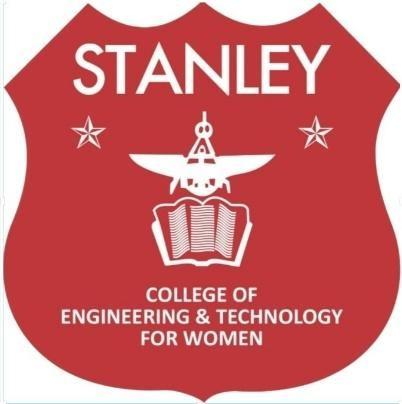 STANLEY
COLLEGE OF
ENGINEERING & TECHNOLOGY
FOR WOMEN